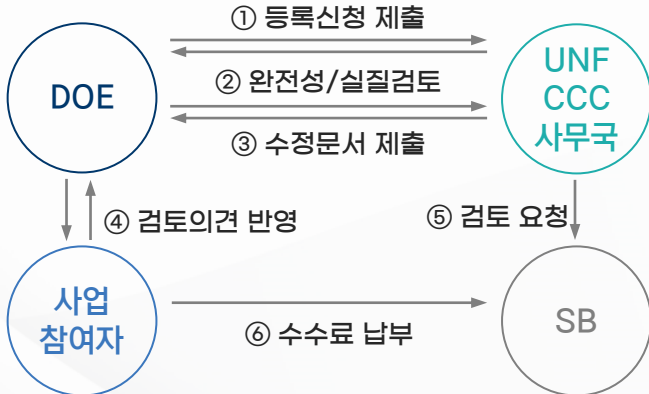 ① 등록신청 제출
DOE
② 완전성/실질검토
UNF
CCC
사무국
③ 수정문서 제출
④ 검토의견 반영
⑤ 검토 요청
사업
참여자
⑥ 수수료 납부
SB